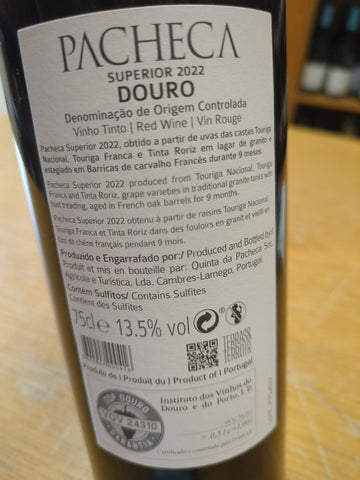 PACHECA
SUPERIOR 2022
DOURO
Denominação de Origem Controlada
Vinho Tinto | Red Wine | Vin Rouge
Pacheca Superior 2022, obtido a partir de uvas das castas Touriga
Nacional, Touriga Franca e Tinta Roriz em lagar de granito e
estagiado em Barricas de carvalho Francês durante 9 meses.
Pacheca Superior 2022 produced from Touriga Nacional, Touriga
Franca and Tinta Roriz, grape varieties in traditional granite tanks with
foot treading, aged in French oak barrels for 9 months.
Pacheca Superior 2022 obtenu à partir de raisins Touriga Nacional,
Touriga Franca et Tinta Roriz dans des fouloirs en granit et vieilli en
fûts de chêne français pendant 9 mois.
Produzido e Engarrafado por:/ Produced and Bottled by:/
Produit et mis en bouteille par: Quinta da Pacheca Soc.
Agrícola e Turística, Lda. Cambres-Lamego, Portugal.
Contém Sulfitos/ Contains Sulfites
Contient des Sulfites
75cl e 13.5% vol
TERRA &
TERROIR
Produto de | Produit du | Product of | Portugal
DOURO
VQV 24310
GARANTIA
Instituto dos Vinhos do
Douro e do Porto, I. P.